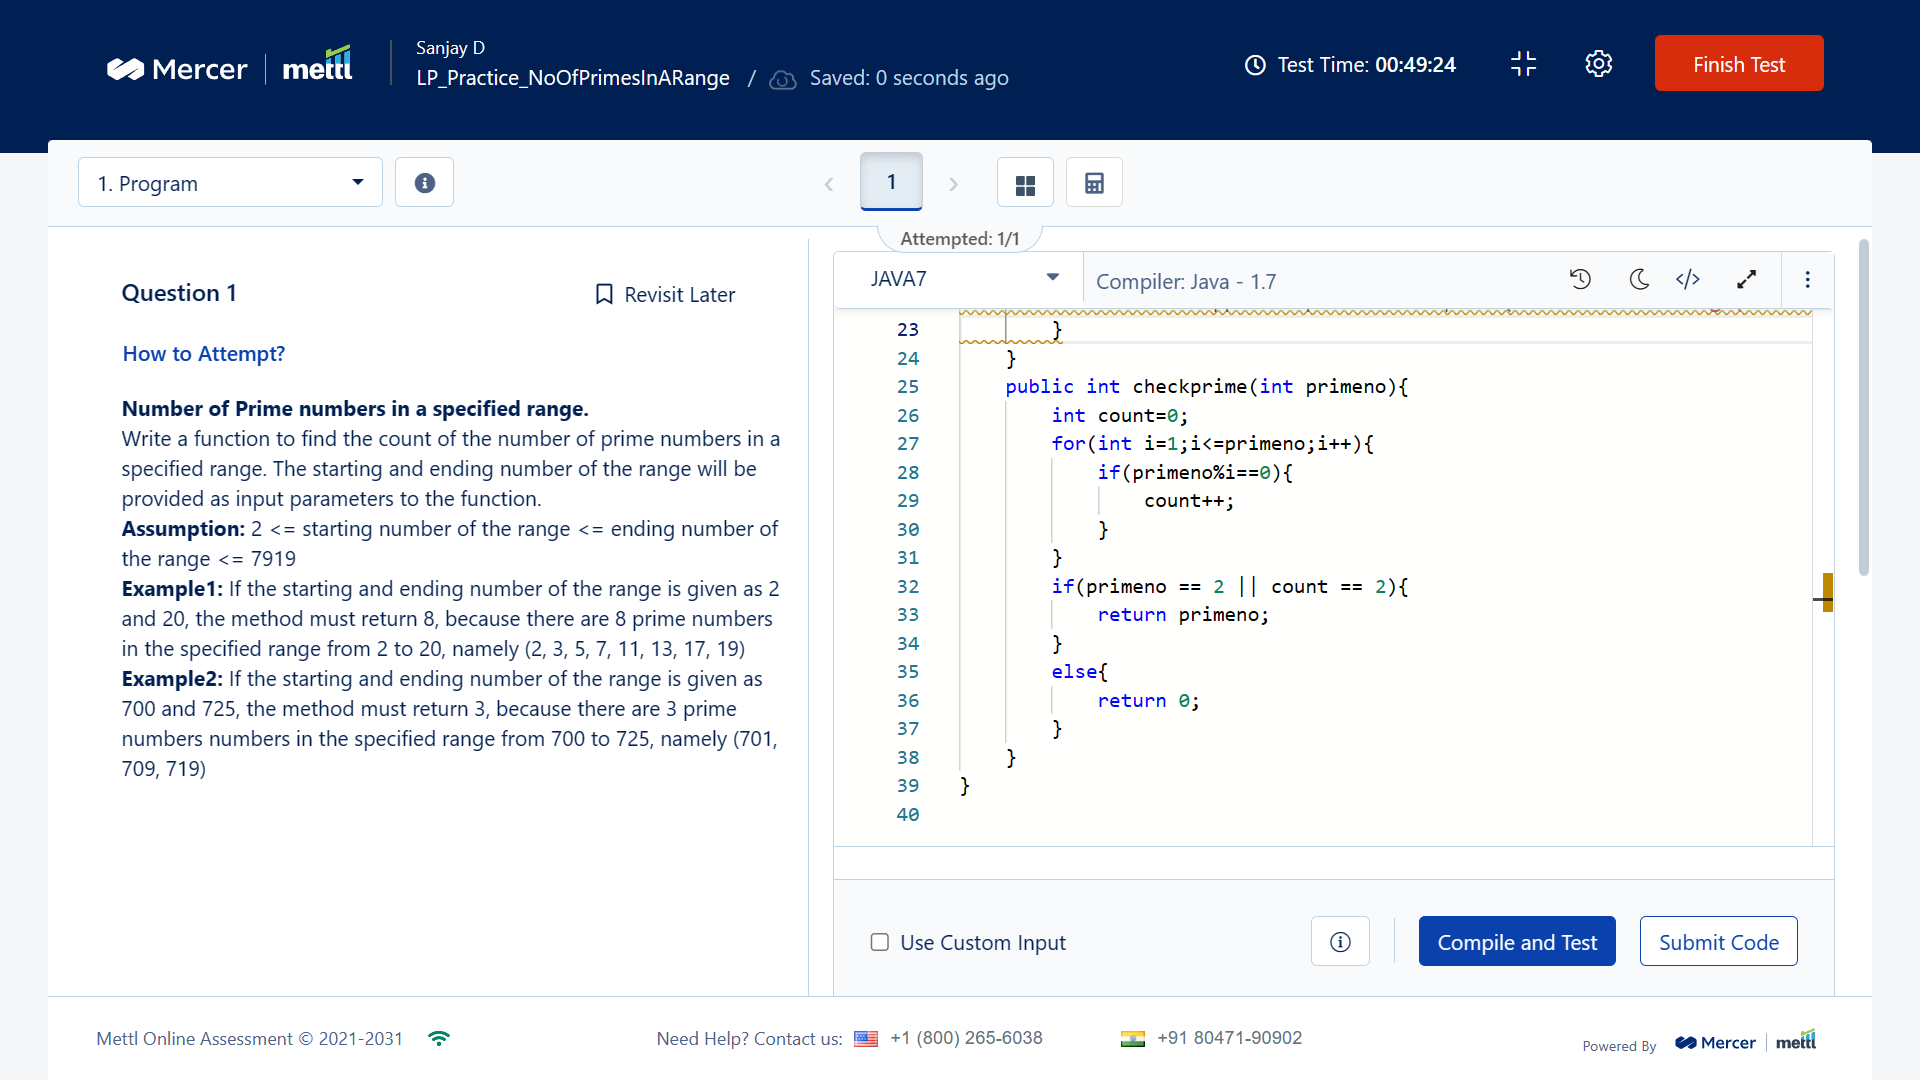 Mercer mettl
Sanjay D
LP_Practice_NoOfPrimesInARange / Saved: 0 seconds ago
Test Time: 00:49:24
Finish Test
1. Program
1
Attempted: 1/1
Question 1
Revisit Later
How to Attempt?
Number of Prime numbers in a specified range.
Write a function to find the count of the number of prime numbers in a
specified range. The starting and ending number of the range will be
provided as input parameters to the function.
Assumption: 2 <= starting number of the range <= ending number of
the range <= 7919
Example1: If the starting and ending number of the range is given as 2
and 20, the method must return 8, because there are 8 prime numbers
in the specified range from 2 to 20, namely (2, 3, 5, 7, 11, 13, 17, 19)
Example2: If the starting and ending number of the range is given as
700 and 725, the method must return 3, because there are 3 prime
numbers numbers in the specified range from 700 to 725, namely (701,
709, 719)
JAVA7
Compiler: Java - 1.7
23 }
24 }
25 public int checkprime(int primeno){
26 int count=0;
27 for(int i=1;i<=primeno;i++){
28 if(primeno%i==0){
29 count++;
30 }
31 }
32 if(primeno == 2 || count == 2){
33 return primeno;
34 }
35 else{
36 return 0;
37 }
38 }
39 }
40
Use Custom Input
Compile and Test
Submit Code
Mettl Online Assessment © 2021-2031
Need Help? Contact us: +1 (800) 265-6038
+91 80471-90902
Powered By Mercer mettl